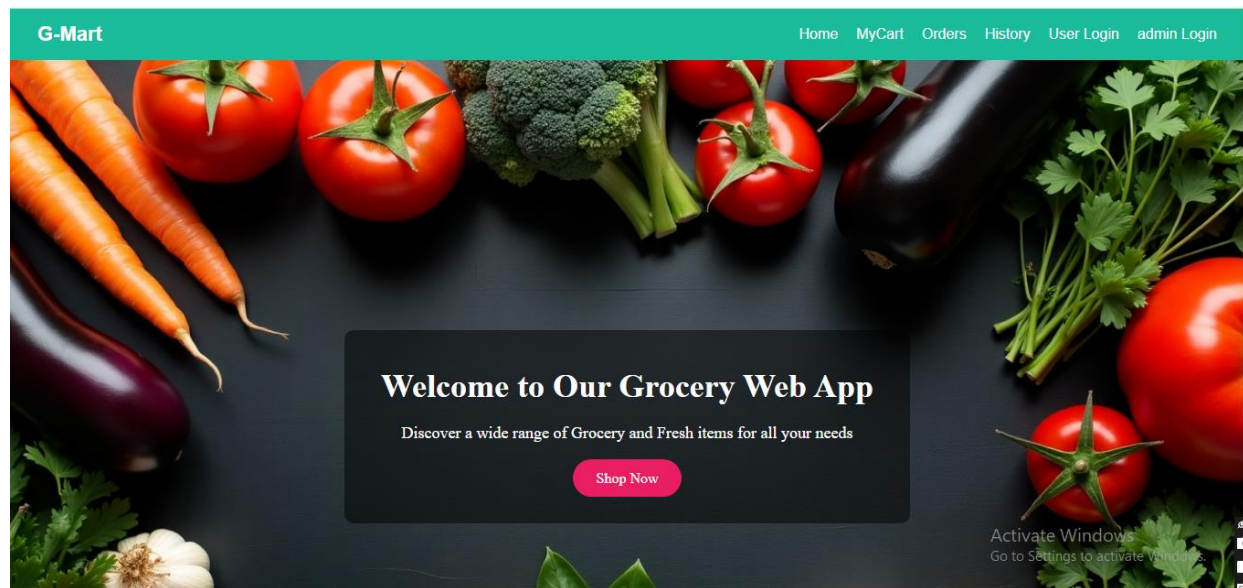 G-Mart
Home MyCart Orders History User Login admin Login
Welcome to Our Grocery Web App
Discover a wide range of Grocery and Fresh items for all your needs
Shop Now
Activate Windows
Go to Settings to activate Windows.